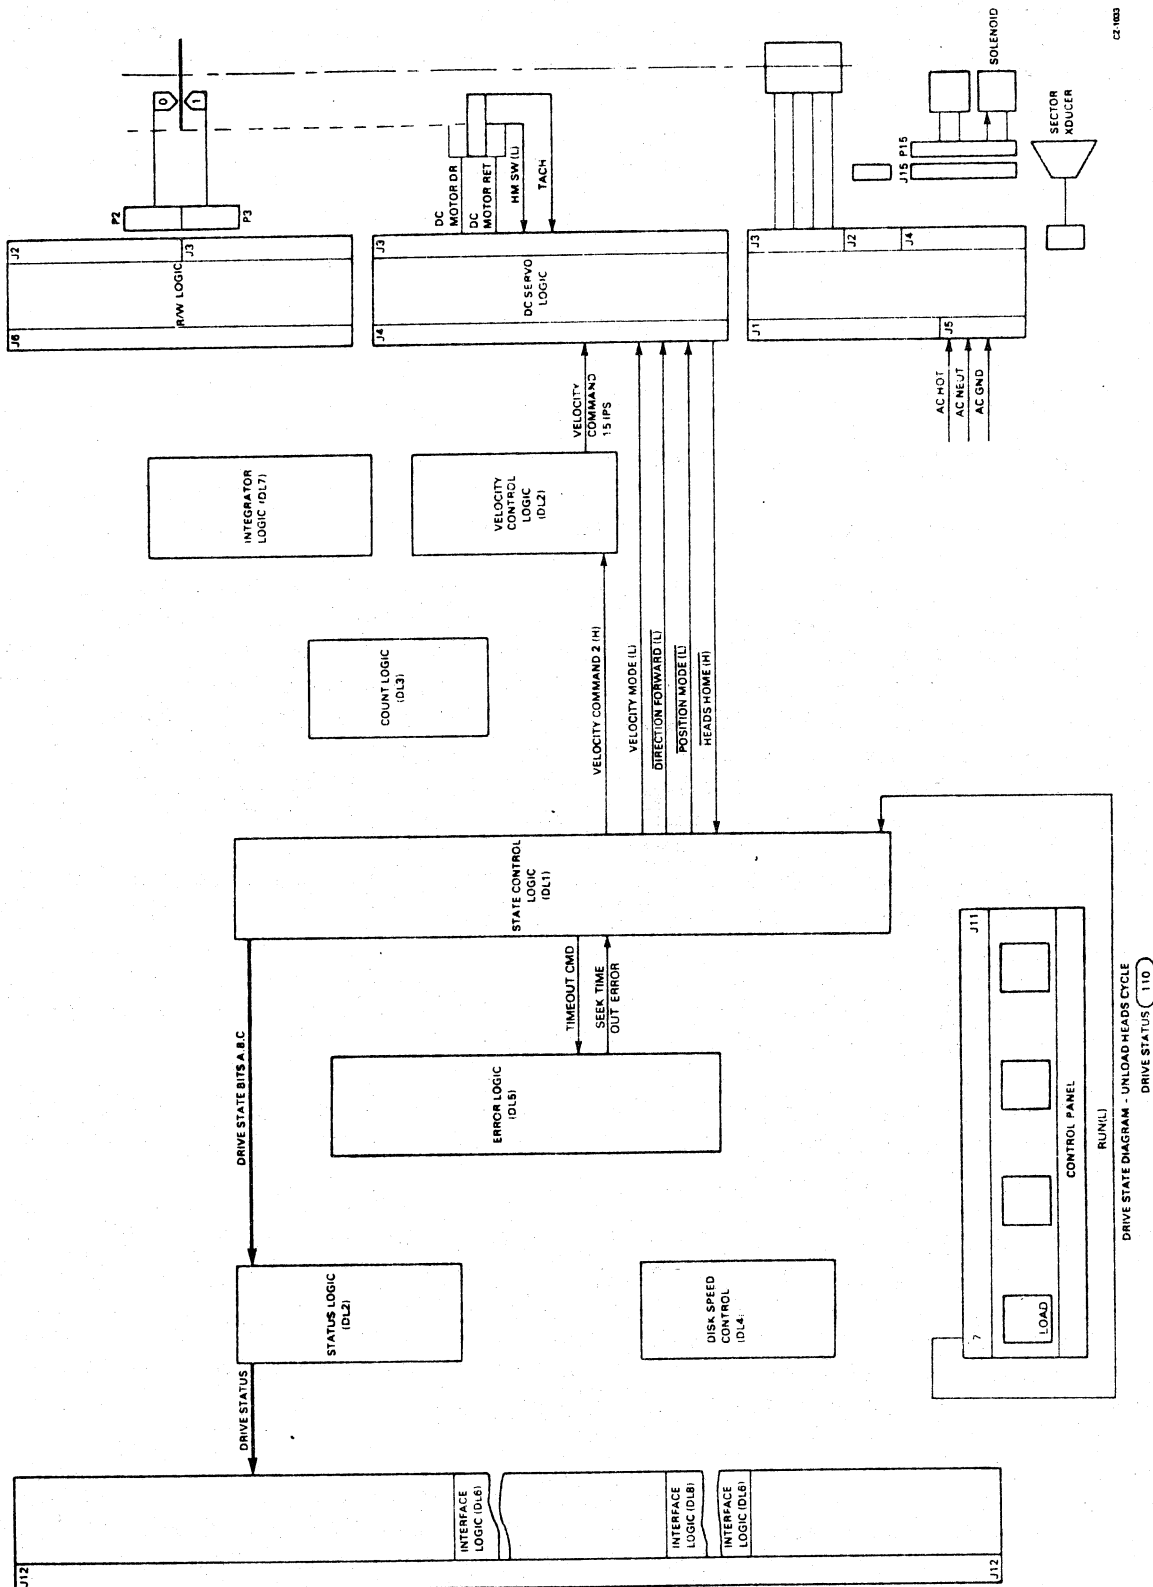 J12
INTERFACE
LOGIC (DL6)
INTERFACE
LOGIC (DL8)
INTERFACE
LOGIC (DL6)
J12
DRIVE STATUS
STATUS LOGIC
(DL2)
DISK SPEED
CONTROL
(DL4)
DRIVE STATE BITS A.B.C
ERROR LOGIC
(DL5)
TIMEOUT CMD
SEEK TIME
OUT ERROR
STATE CONTROL
LOGIC
(DL1)
COUNT LOGIC
(DL3)
INTEGRATOR
LOGIC (DL7)
VELOCITY
CONTROL
LOGIC
(DL2)
VELOCITY COMMAND 2 (H)
VELOCITY MODE (L)
DIRECTION FORWARD (L)
POSITION MODE (L)
HEADS HOME (H)
VELOCITY
COMMAND
15 IPS
J6
R/W LOGIC
J2
J3
P2
P3
0
1
J4
DC SERVO
LOGIC
J3
DC
MOTOR DR
DC
MOTOR RET
HM SW (L)
TACH
AC HOT
AC NEUT
AC GND
J1
J5
J3
J2
J4
J15
P15
SOLENOID
SECTOR
XDUCER
7
J11
LOAD
CONTROL PANEL
RUN(L)
DRIVE STATE DIAGRAM - UNLOAD HEADS CYCLE
DRIVE STATUS 110
CZ-1033